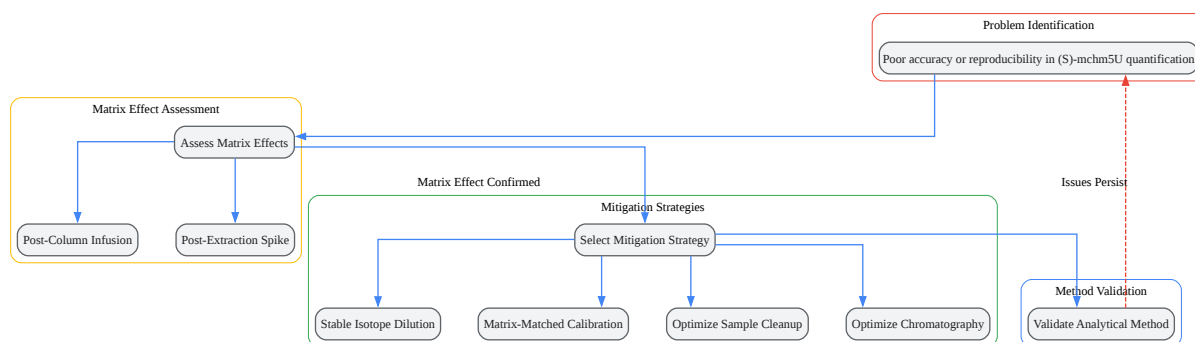 Problem Identification
Poor accuracy or reproducibility in (S)-mchm5U quantification
Matrix Effect Assessment
Assess Matrix Effects
Matrix Effect Confirmed
Issues Persist
Mitigation Strategies
Post-Column Infusion
Post-Extraction Spike
Select Mitigation Strategy
Method Validation
Stable Isotope Dilution
Matrix-Matched Calibration
Optimize Sample Cleanup
Optimize Chromatography
Validate Analytical Method